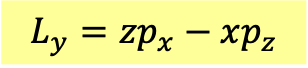 L_y = zp_x − xp_z